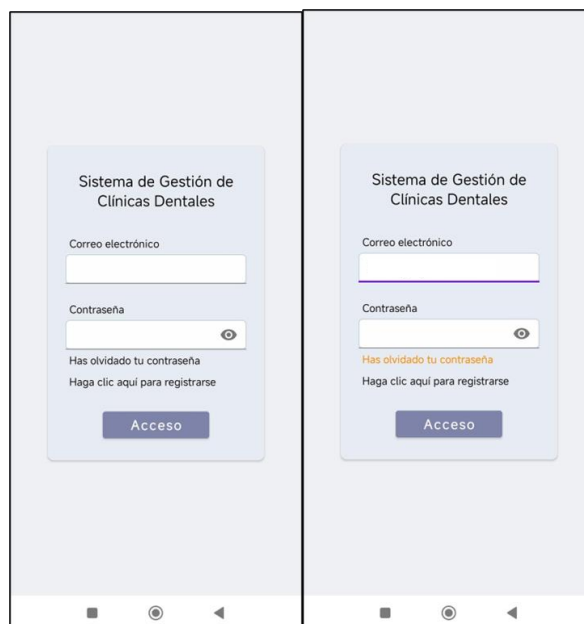 Sistema de Gestión de
Clínicas Dentales
Correo electrónico
Contraseña
Has olvidado tu contraseña
Haga clic aquí para registrarse
Acceso
Sistema de Gestión de
Clínicas Dentales
Correo electrónico
Contraseña
Has olvidado tu contraseña
Haga clic aquí para registrarse
Acceso